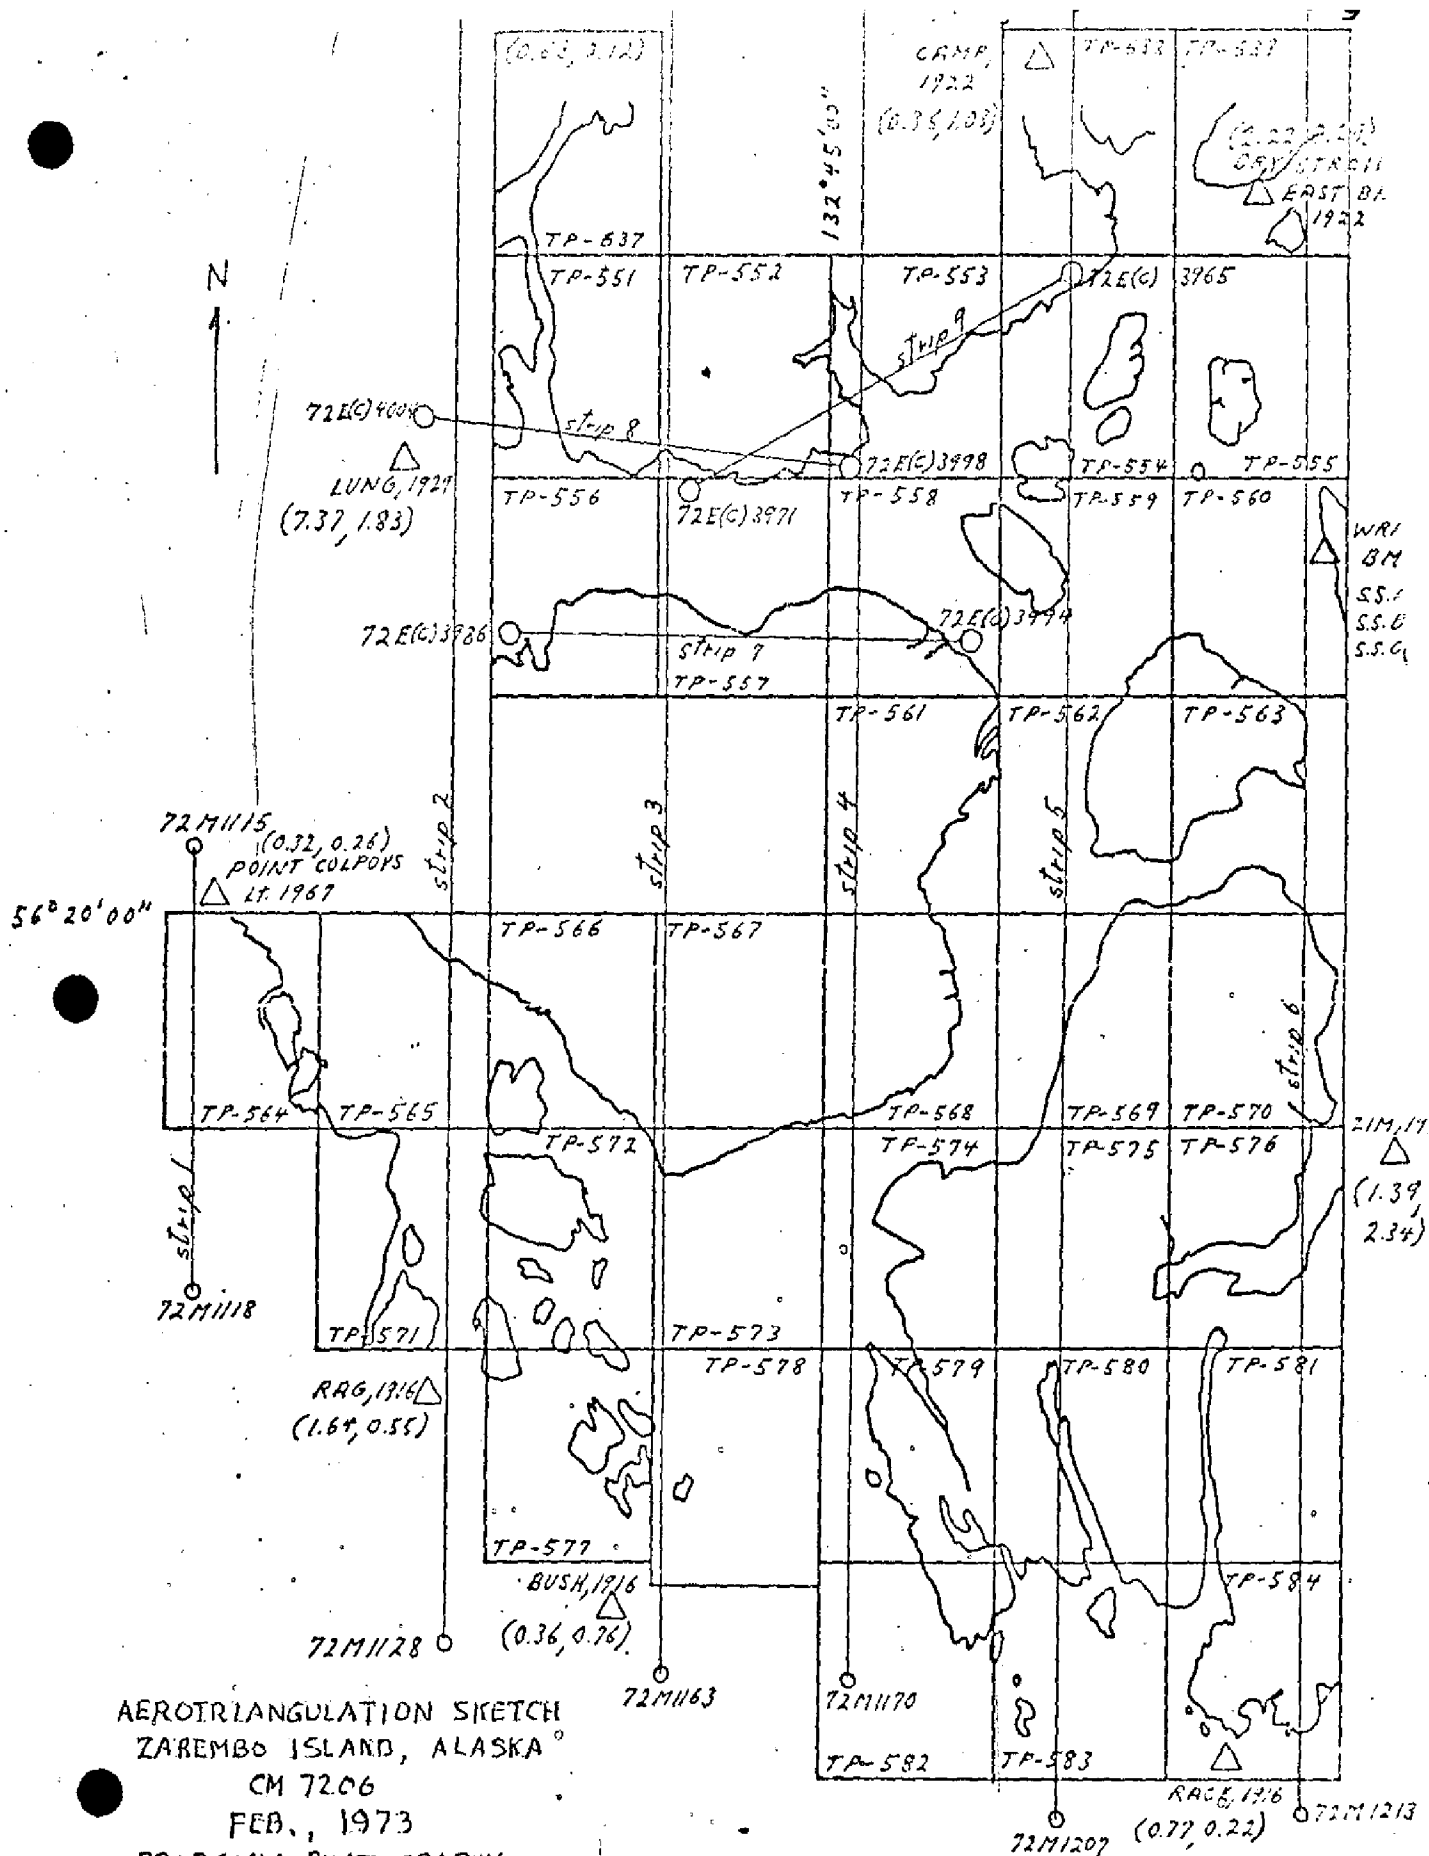 CAMP,
1922
TP-637
TP-551
TP-552
132°45'00"
TP-553
72E(C) 3965
EAST
1922
N
strip 9
strip 8
72E(C)3998
LUNG, 1929
(7.37, 1.83)
72E(C)3971
TP-554
TP-555
TP-556
TP-558
TP-559
TP-560
BM
72E(C)3986
72E(C)3994
strip 7
TP-557
TP-561
TP-562
TP-563
72M1115
(0.32, 0.26)
POINT COLPOYS
LT. 1967
strip 2
strip 3
strip 4
strip 5
56° 20' 00"
TP-566
TP-567
strip 6
TP-564
TP-565
TP-568
TP-569
TP-570
TP-572
TP-574
TP-575
TP-576
ZIM, 19
(1.39,
2.34)
strip 1
72M1118
TP-571
TP-573
TP-578
TP-579
TP-580
TP-581
RAG, 1916
(1.64, 0.55)
TP-577
TP-584
BUSH, 1916
(0.36, 0.76)
72M1128
72M1163
72M1170
TP-582
TP-583
RACE, 1916
(0.77, 0.22)
72M1207
72M1213
AEROTRIANGULATION SKETCH
ZAREMBO ISLAND, ALASKA
CM 7206
FEB., 1973